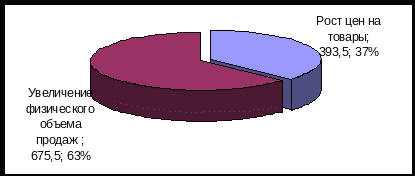 Рост цен на
товары;
393,5; 37%
Увеличение
физического
объема
продаж ;
675,5; 63%